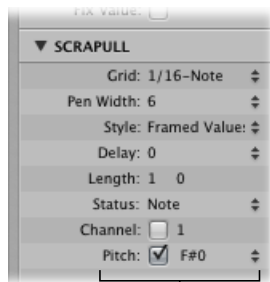 Fix Value:
SCRAPULL
Grid: 1/16-Note
Pen Width: 6
Style: Framed Value:
Delay: 0
Length: 1 0
Status: Note
Channel: 1
Pitch: F#0